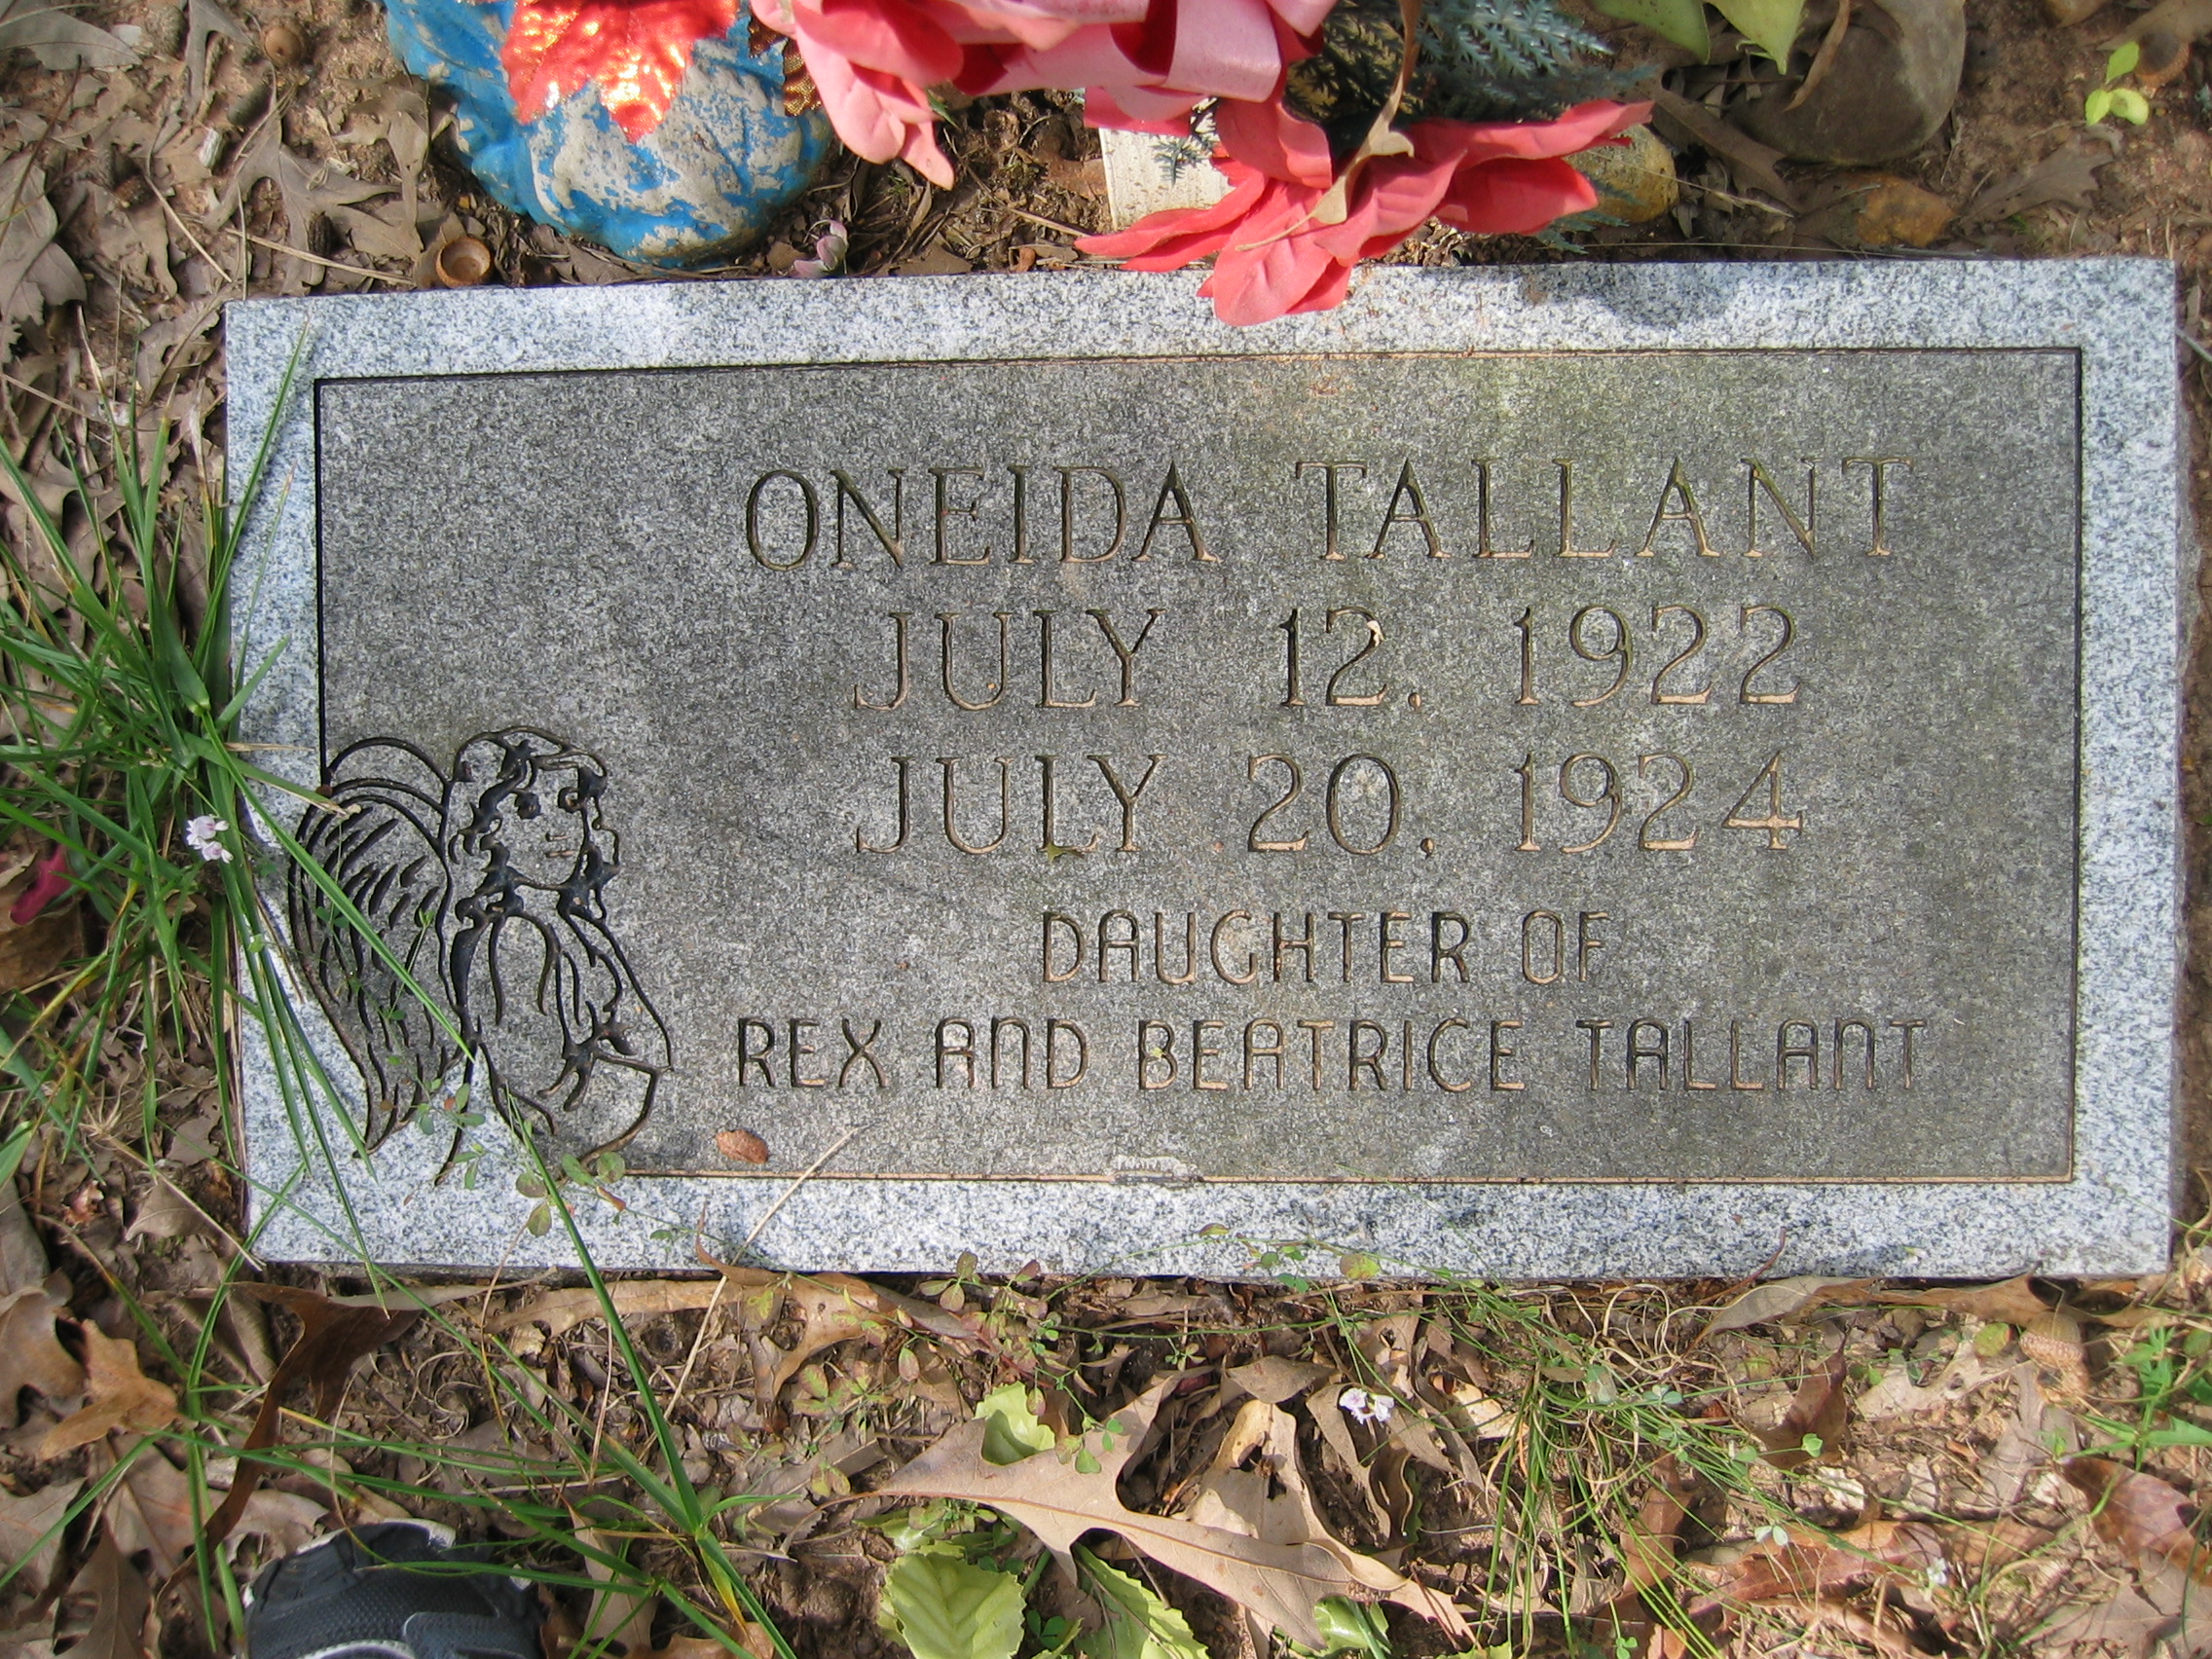 ONEIDA TALLANT
JULY 12, 1922
JULY 20, 1924
DAUGHTER OF
REX AND BEATRICE TALLANT